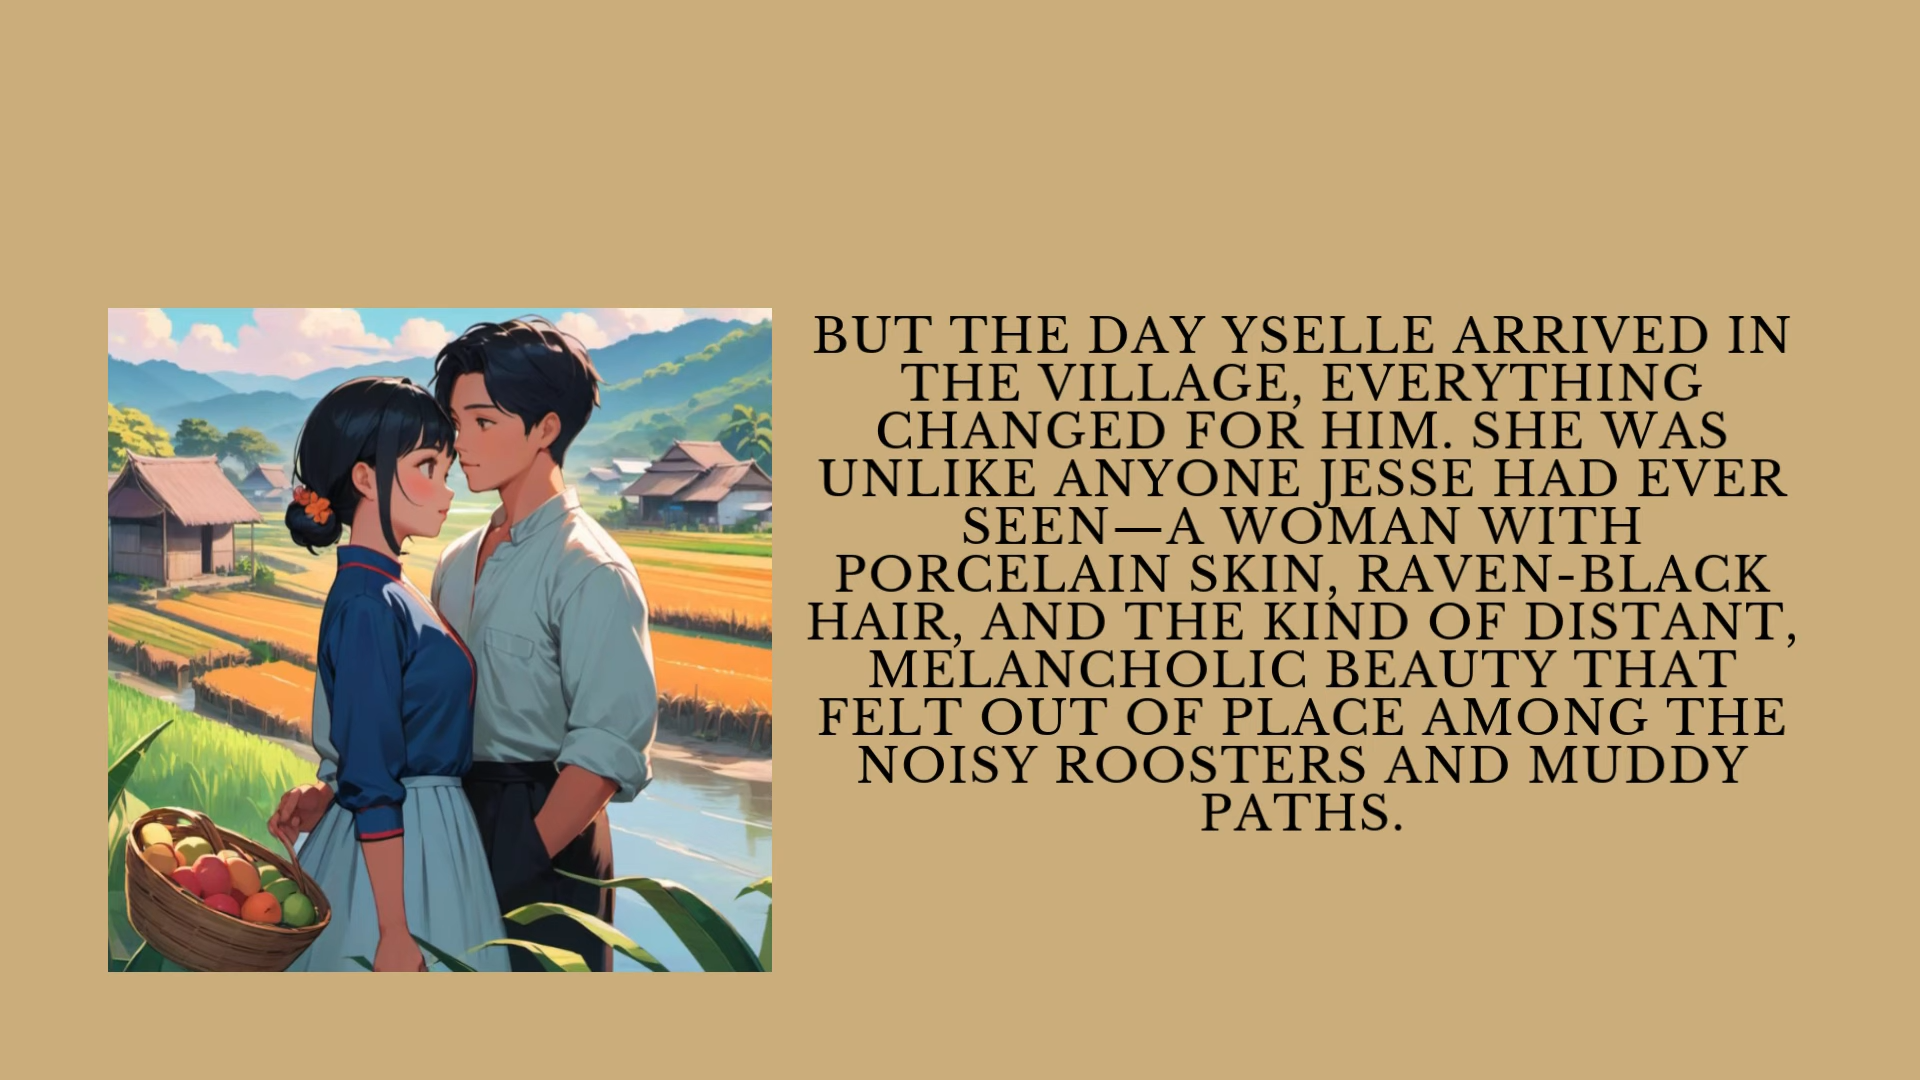 BUT THE DAY YSELLE ARRIVED IN
THE VILLAGE, EVERYTHING
CHANGED FOR HIM. SHE WAS
UNLIKE ANYONE JESSE HAD EVER
SEEN—A WOMAN WITH
PORCELAIN SKIN, RAVEN-BLACK
HAIR, AND THE KIND OF DISTANT,
MELANCHOLIC BEAUTY THAT
FELT OUT OF PLACE AMONG THE
NOISY ROOSTERS AND MUDDY
PATHS.